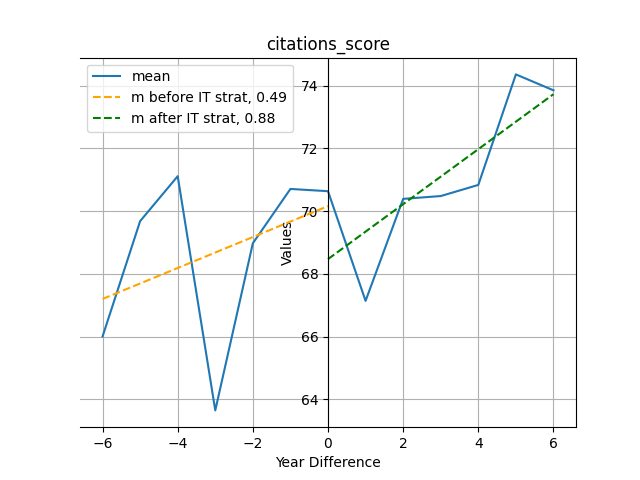 citations_score
mean
m before IT strat, 0.49
m after IT strat, 0.88
74
72
70
68
66
64
Values
−6
−4
−2
0
2
4
6
Year Difference